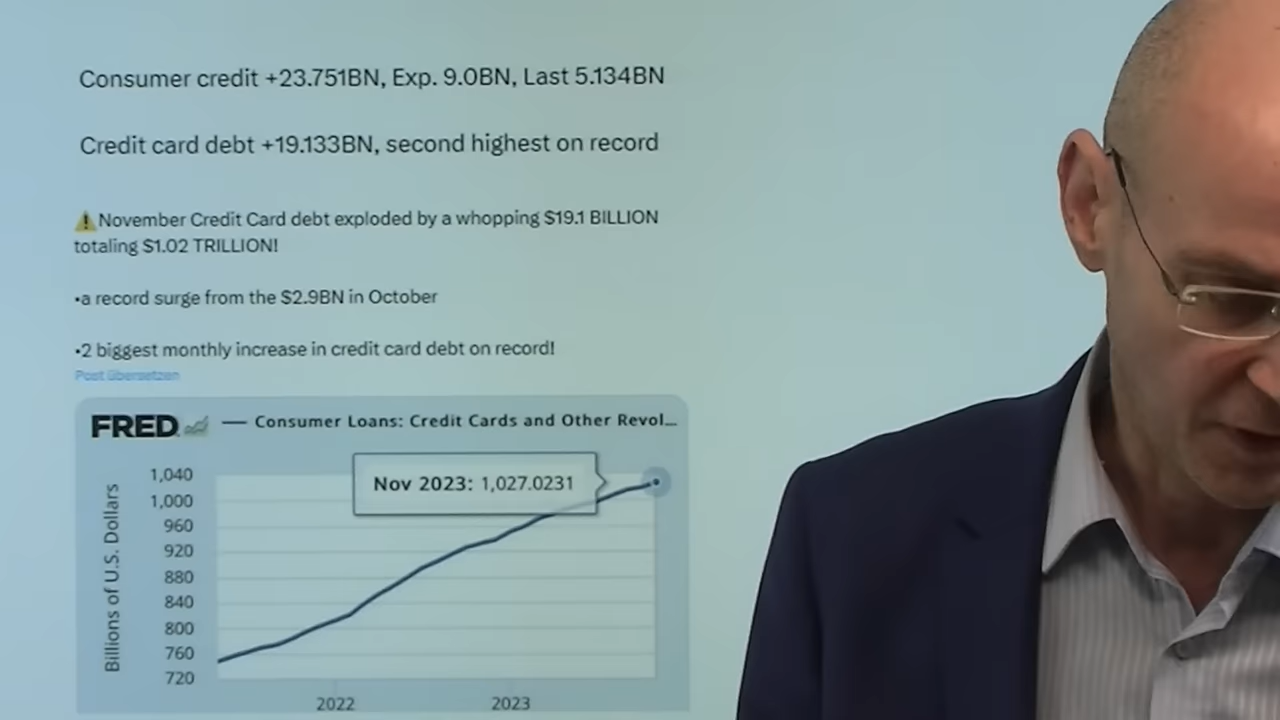 Consumer credit +23.751BN, Exp. 9.0BN, Last 5.134BN
Credit card debt +19.133BN, second highest on record
⚠️November Credit Card debt exploded by a whopping $19.1 BILLION
totaling $1.02 TRILLION!
•a record surge from the $2.9BN in October
•2 biggest monthly increase in credit card debt on record!
Post übersetzen
FRED — Consumer Loans: Credit Cards and Other Revol...
Nov 2023: 1,027.0231
Billions of U.S. Dollars
1,040
1,000
960
920
880
840
800
760
720
2022 2023